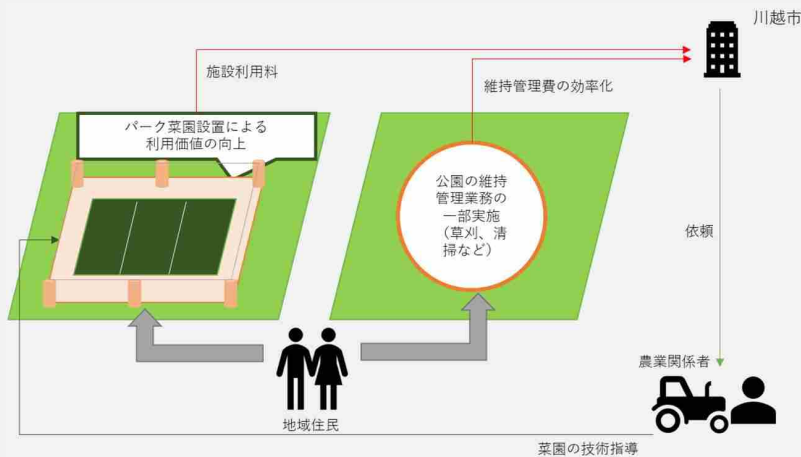 川越市
施設利用料
維持管理費の効率化
パーク菜園設置による
利用価値の向上
公園の維持
管理業務の
一部実施
（草刈、清
掃など）
依頼
農業関係者
地域住民
菜園の技術指導